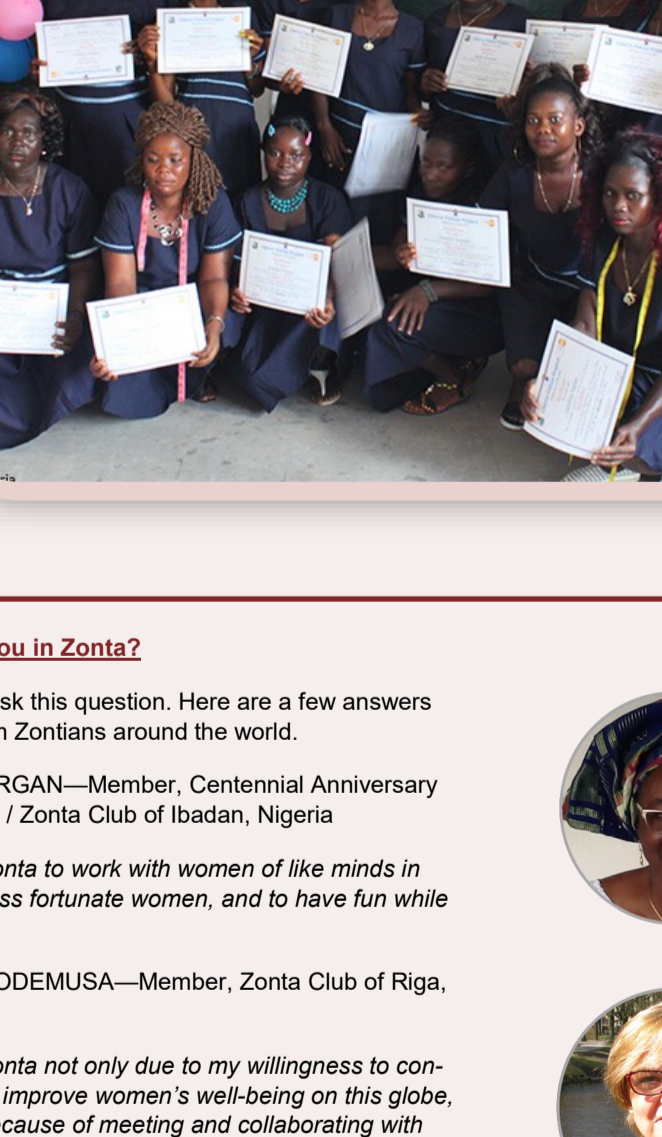 ria
ou in Zonta?
sk this question. Here are a few answers
m Zontians around the world.
RGAN—Member, Centennial Anniversary
/ Zonta Club of Ibadan, Nigeria
onta to work with women of like minds in
ss fortunate women, and to have fun while
ODEMUSA—Member, Zonta Club of Riga,
onta not only due to my willingness to con-
improve women's well-being on this globe,
ecause of meeting and collaborating with